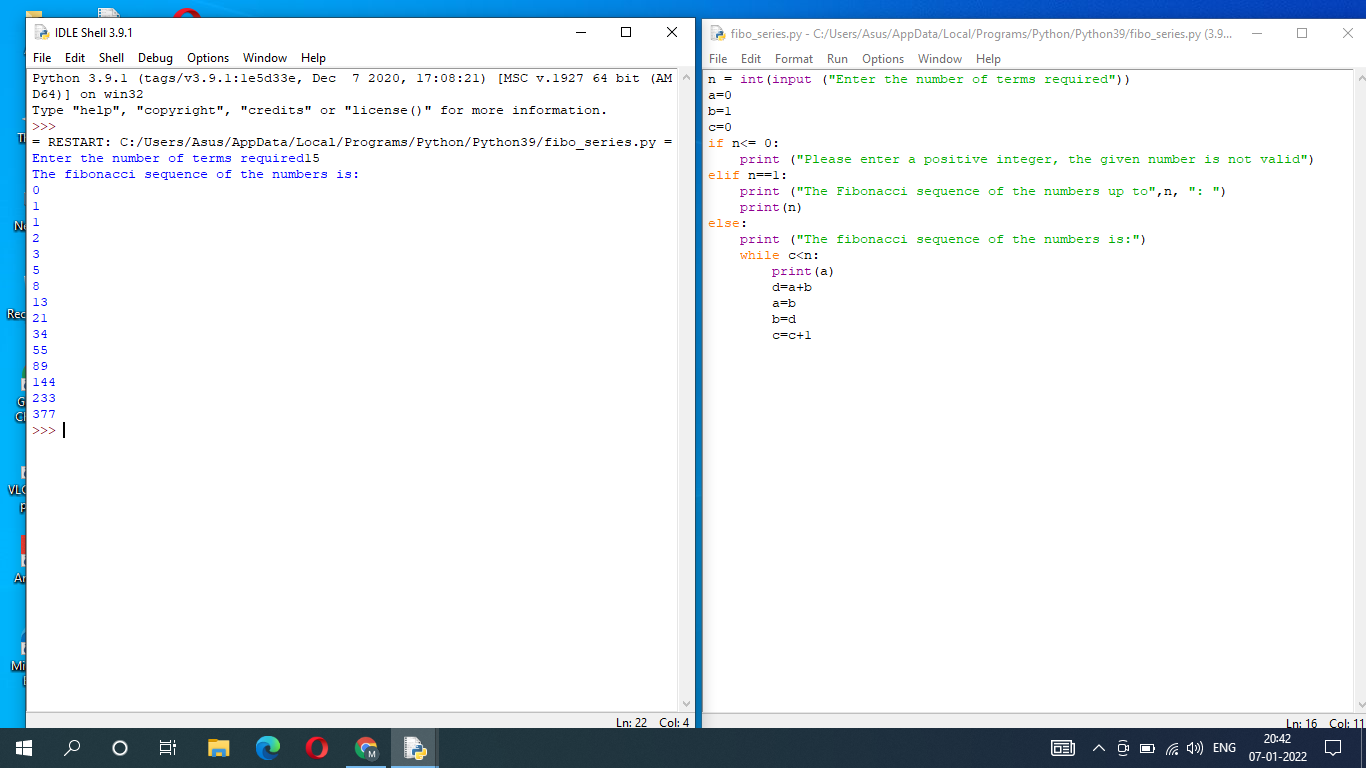 IDLE Shell 3.9.1
File Edit Shell Debug Options Window Help
Python 3.9.1 (tags/v3.9.1:1e5d33e, Dec  7 2020, 17:08:21) [MSC v.1927 64 bit (AM
D64)] on win32
Type "help", "copyright", "credits" or "license()" for more information.
>>>
= RESTART: C:/Users/Asus/AppData/Local/Programs/Python/Python39/fibo_series.py =
Enter the number of terms required15
The fibonacci sequence of the numbers is:
0
1
1
2
3
5
8
13
21
34
55
89
144
233
377
>>>
Ln: 22 Col: 4
fibo_series.py - C:/Users/Asus/AppData/Local/Programs/Python/Python39/fibo_series.py (3.9...
File Edit Format Run Options Window Help
n = int(input ("Enter the number of terms required"))
a=0
b=1
c=0
if n<= 0:
    print ("Please enter a positive integer, the given number is not valid")
elif n==1:
    print ("The Fibonacci sequence of the numbers up to",n, ": ")
    print(n)
else:
    print ("The fibonacci sequence of the numbers is:")
    while c<n:
        print(a)
        d=a+b
        a=b
        b=d
        c=c+1
Ln: 16 Col: 11
ENG
20:42
07-01-2022